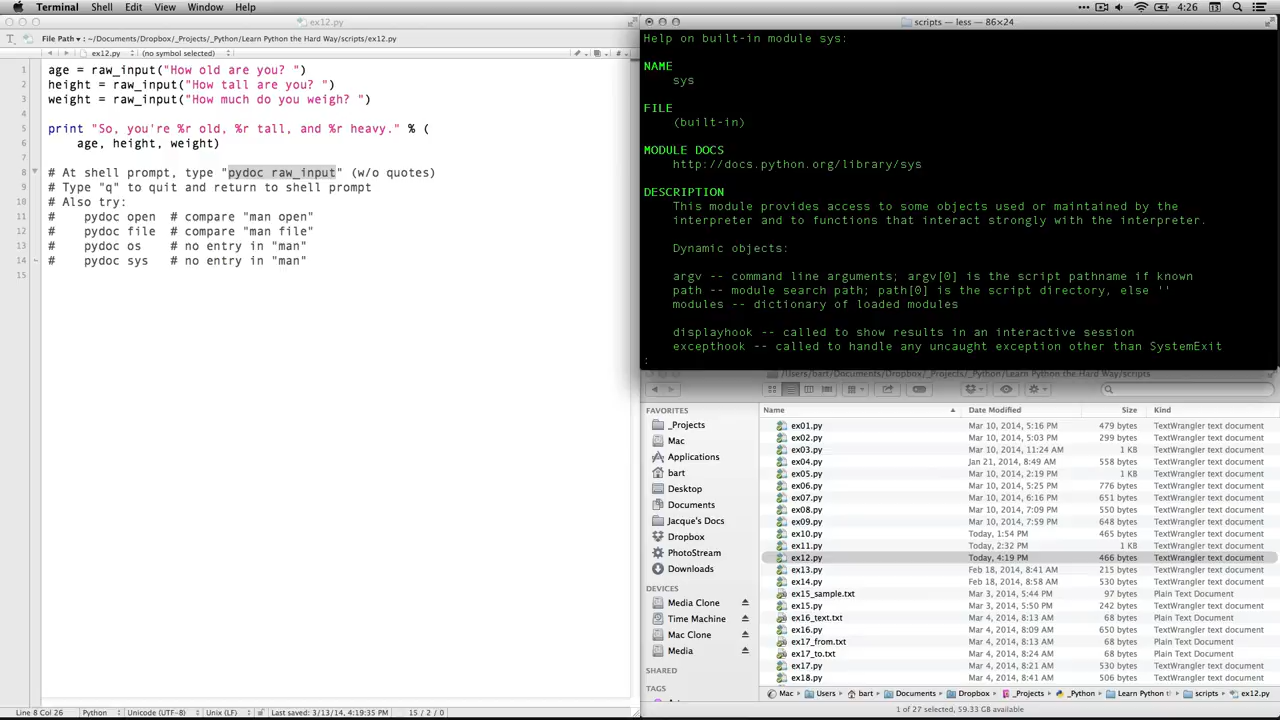 Terminal Shell Edit View Window Help 4:26
ex12.py
File Path ▾ : ~/Documents/Dropbox/_Projects/_Python/Learn Python the Hard Way/scripts/ex12.py
ex12.py (no symbol selected)
1 age = raw_input("How old are you? ")
2 height = raw_input("How tall are you? ")
3 weight = raw_input("How much do you weigh? ")
4
5 print "So, you're %r old, %r tall, and %r heavy." % (
6 age, height, weight)
7
8 # At shell prompt, type "pydoc raw_input" (w/o quotes)
9 # Type "q" to quit and return to shell prompt
10 # Also try:
11 # pydoc open # compare "man open"
12 # pydoc file # compare "man file"
13 # pydoc os # no entry in "man"
14 # pydoc sys # no entry in "man"
15
Line 8 Col 26 Python Unicode (UTF-8) Unix (LF) Last saved: 3/13/14, 4:19:35 PM 15 / 2 / 0
scripts — less — 86×24
Help on built-in module sys:
NAME
sys
FILE
(built-in)
MODULE DOCS
http://docs.python.org/library/sys
DESCRIPTION
This module provides access to some objects used or maintained by the
interpreter and to functions that interact strongly with the interpreter.
Dynamic objects:
argv -- command line arguments; argv[0] is the script pathname if known
path -- module search path; path[0] is the script directory, else ''
modules -- dictionary of loaded modules
displayhook -- called to show results in an interactive session
excepthook -- called to handle any uncaught exception other than SystemExit
:
/Users/bart/Documents/Dropbox/_Projects/_Python/Learn Python the Hard Way/scripts
FAVORITES
_Projects
Mac
Applications
bart
Desktop
Documents
Jacque's Docs
Dropbox
PhotoStream
Downloads
DEVICES
Media Clone
Time Machine
Mac Clone
Media
SHARED
TAGS
Name Date Modified Size Kind
ex01.py Mar 10, 2014, 5:16 PM 479 bytes TextWrangler text document
ex02.py Mar 10, 2014, 5:03 PM 299 bytes TextWrangler text document
ex03.py Mar 10, 2014, 11:24 AM 1 KB TextWrangler text document
ex04.py Jan 21, 2014, 8:49 AM 558 bytes TextWrangler text document
ex05.py Mar 10, 2014, 2:19 PM 1 KB TextWrangler text document
ex06.py Mar 10, 2014, 5:25 PM 776 bytes TextWrangler text document
ex07.py Mar 10, 2014, 6:16 PM 651 bytes TextWrangler text document
ex08.py Mar 10, 2014, 7:09 PM 550 bytes TextWrangler text document
ex09.py Mar 10, 2014, 7:59 PM 648 bytes TextWrangler text document
ex10.py Today, 1:54 PM 465 bytes TextWrangler text document
ex11.py Today, 2:32 PM 1 KB TextWrangler text document
ex12.py Today, 4:19 PM 466 bytes TextWrangler text document
ex13.py Feb 18, 2014, 8:41 AM 215 bytes TextWrangler text document
ex14.py Feb 18, 2014, 8:58 AM 530 bytes TextWrangler text document
ex15_sample.txt Mar 3, 2014, 5:44 PM 97 bytes Plain Text Document
ex15.py Mar 3, 2014, 5:50 PM 242 bytes TextWrangler text document
ex16_text.txt Mar 4, 2014, 8:13 AM 68 bytes Plain Text Document
ex16.py Mar 4, 2014, 8:09 AM 650 bytes TextWrangler text document
ex17_from.txt Mar 4, 2014, 8:13 AM 68 bytes Plain Text Document
ex17_to.txt Mar 4, 2014, 8:24 AM 68 bytes Plain Text Document
ex17.py Mar 4, 2014, 8:21 AM 530 bytes TextWrangler text document
ex18.py Mar 4, 2014, 8:41 AM 506 bytes TextWrangler text document
Mac ▸ Users ▸ bart ▸ Documents ▸ Dropbox ▸ _Projects ▸ _Python ▸ Learn Python t ▸ scripts ▸ ex12.py
1 of 27 selected, 59.33 GB available